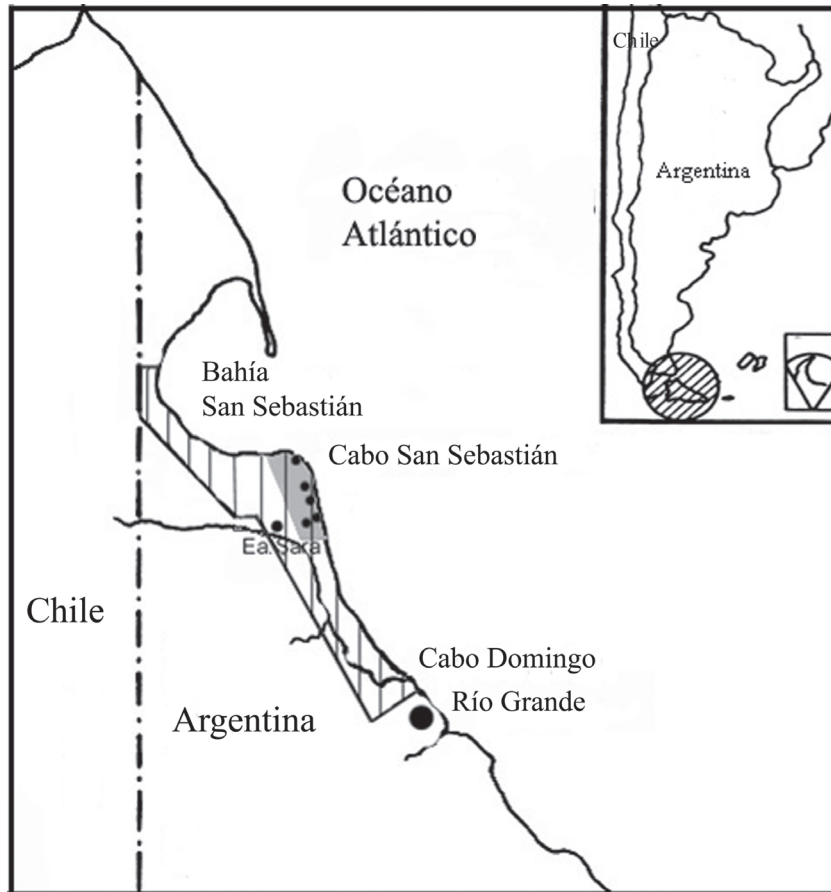 Chile
Argentina
Océano
Atlántico
Bahía
San Sebastián
Cabo San Sebastián
Ea. Sara
Chile
Cabo Domingo
Río Grande
Argentina